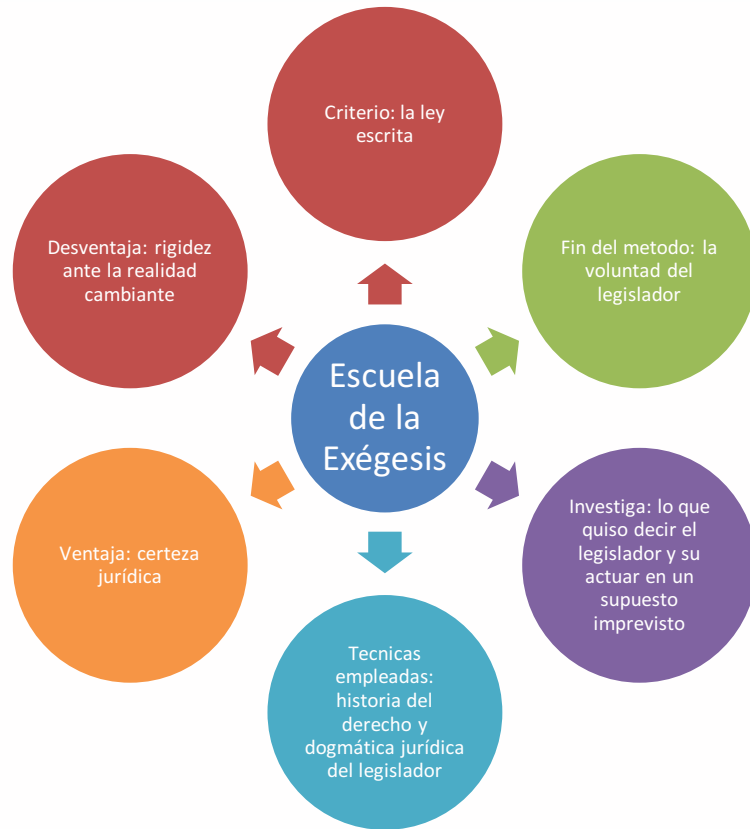 Criterio: la ley
escrita
Fin del metodo: la
voluntad del
legislador
Investiga: lo que
quiso decir el
legislador y su
actuar en un
supuesto
imprevisto
Tecnicas
empleadas:
historia del
derecho y
dogmática jurídica
del legislador
Ventaja: certeza
jurídica
Desventaja: rigidez
ante la realidad
cambiante
Escuela
de la
Exégesis